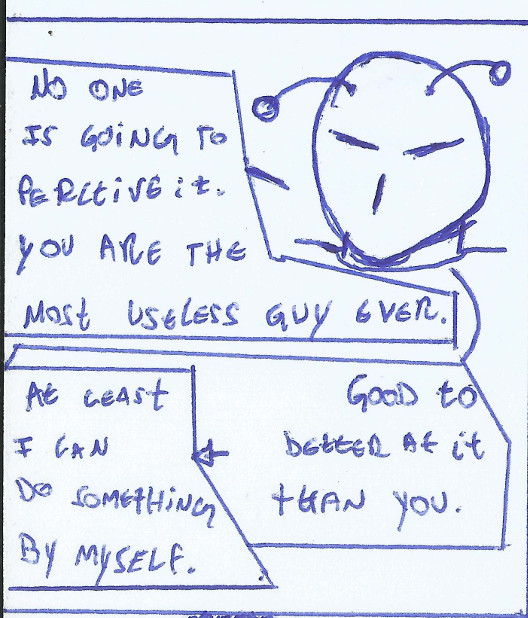 NO ONE
IS GOING TO
PERCEIVE it.
YOU ARE THE
MOST USELESS GUY EVER.
At LEAST
I CAN
DO SOMETHING
BY MYSELF.
GOOD to
BETTER At it
tHAN YOU.